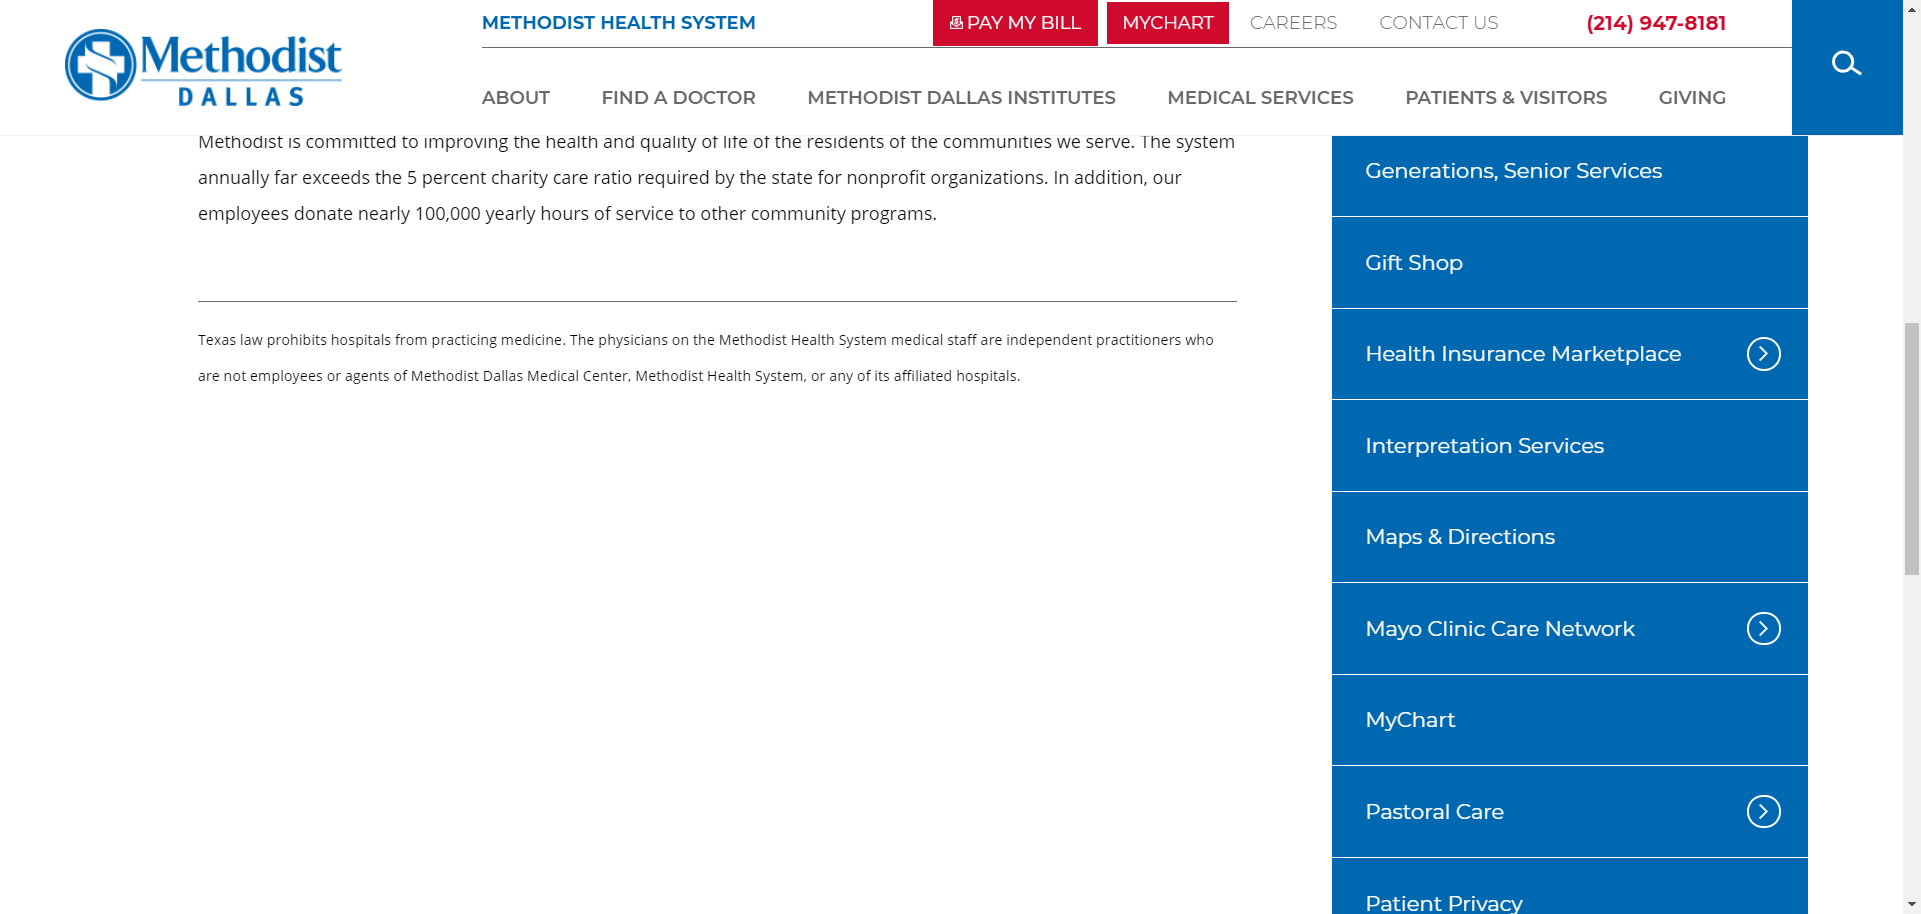 METHODIST HEALTH SYSTEM
PAY MY BILL
MYCHART
CAREERS
CONTACT US
(214) 947-8181
Methodist
DALLAS
ABOUT
FIND A DOCTOR
METHODIST DALLAS INSTITUTES
MEDICAL SERVICES
PATIENTS & VISITORS
GIVING
Methodist is committed to improving the health and quality of life of the residents of the communities we serve. The system
annually far exceeds the 5 percent charity care ratio required by the state for nonprofit organizations. In addition, our
employees donate nearly 100,000 yearly hours of service to other community programs.
Texas law prohibits hospitals from practicing medicine. The physicians on the Methodist Health System medical staff are independent practitioners who
are not employees or agents of Methodist Dallas Medical Center, Methodist Health System, or any of its affiliated hospitals.
Generations, Senior Services
Gift Shop
Health Insurance Marketplace
Interpretation Services
Maps & Directions
Mayo Clinic Care Network
MyChart
Pastoral Care
Patient Privacy